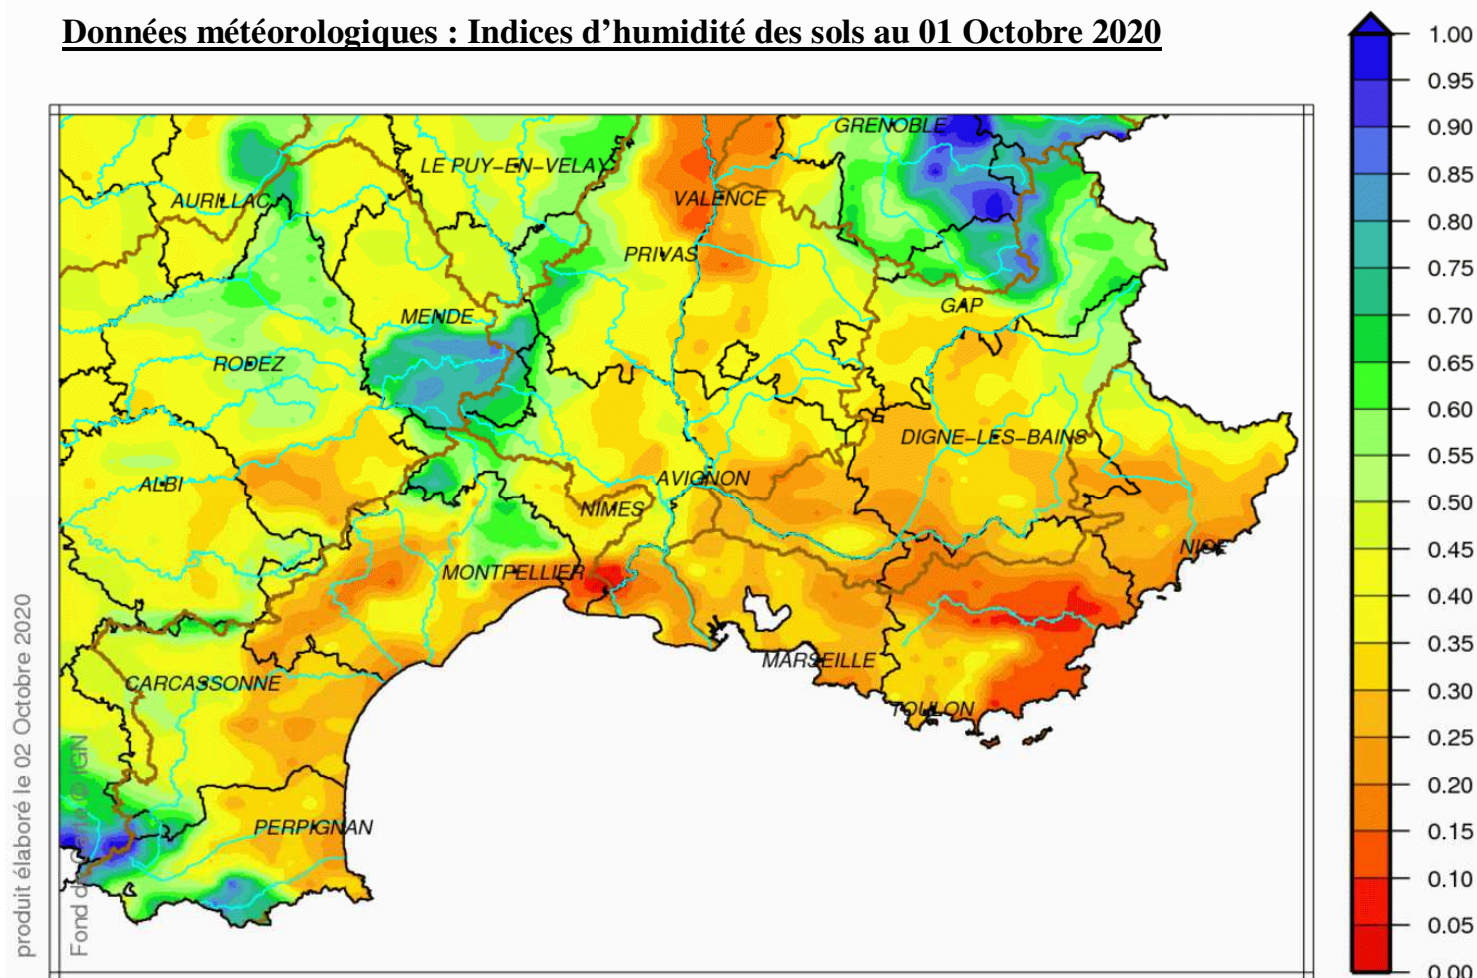 Données météorologiques : Indices d’humidité des sols au 01 Octobre 2020
1.00
0.95
0.90
0.85
0.80
0.75
0.70
0.65
0.60
0.55
0.50
0.45
0.40
0.35
0.30
0.25
0.20
0.15
0.10
0.05
0.00
GRENOBLE
LE PUY–EN–VELAY
AURILLAC
VALENCE
PRIVAS
GAP
MENDE
RODEZ
DIGNE–LES–BAINS
ALBI
AVIGNON
NIMES
NICE
MONTPELLIER
MARSEILLE
CARCASSONNE
TOULON
PERPIGNAN
produit élaboré le 02 Octobre 2020
Fond de carte © IGN